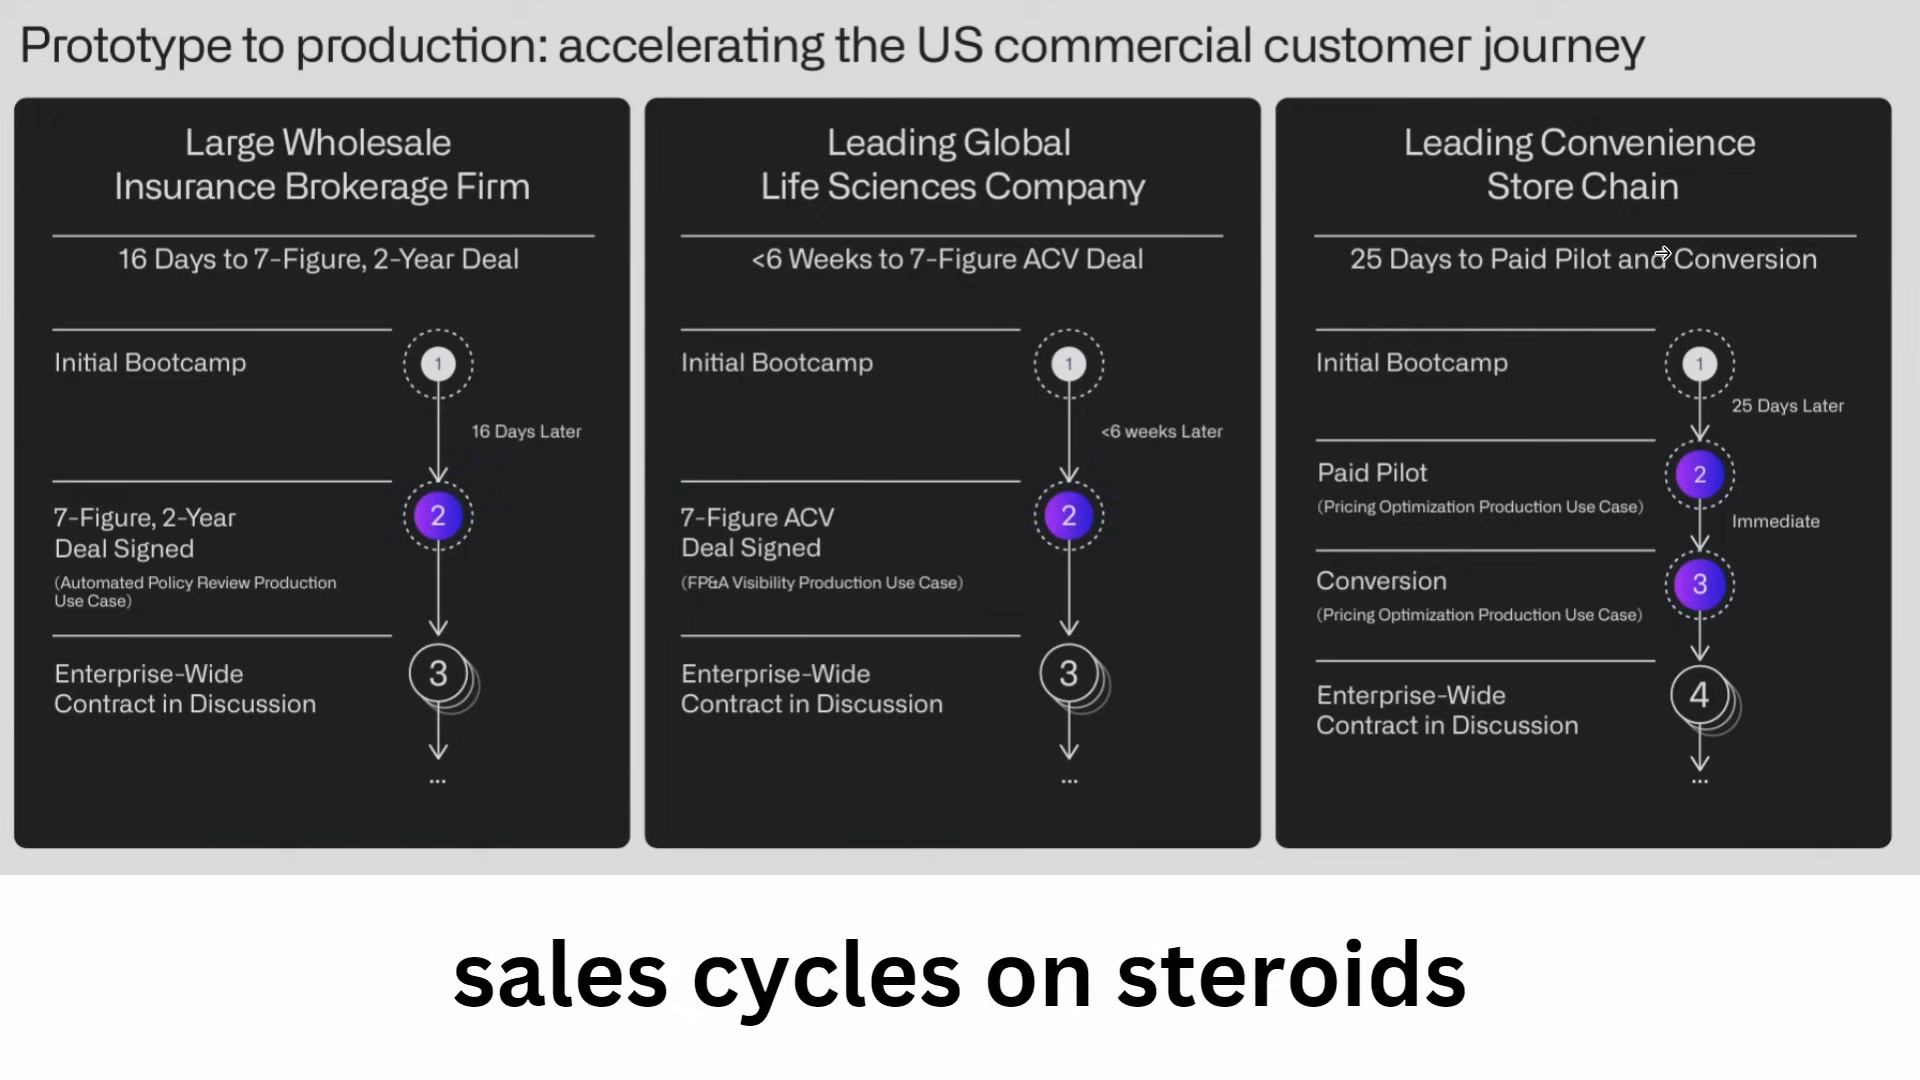 Prototype to production: accelerating the US commercial customer journey
Large Wholesale
Insurance Brokerage Firm
16 Days to 7-Figure, 2-Year Deal
Initial Bootcamp
1
16 Days Later
7-Figure, 2-Year
Deal Signed
2
(Automated Policy Review Production
Use Case)
Enterprise-Wide
Contract in Discussion
3
...
Leading Global
Life Sciences Company
<6 Weeks to 7-Figure ACV Deal
Initial Bootcamp
1
<6 weeks Later
7-Figure ACV
Deal Signed
2
(FP&A Visibility Production Use Case)
Enterprise-Wide
Contract in Discussion
3
...
Leading Convenience
Store Chain
25 Days to Paid Pilot and Conversion
Initial Bootcamp
1
25 Days Later
Paid Pilot
2
(Pricing Optimization Production Use Case)
Immediate
Conversion
3
(Pricing Optimization Production Use Case)
Enterprise-Wide
Contract in Discussion
4
...
sales cycles on steroids